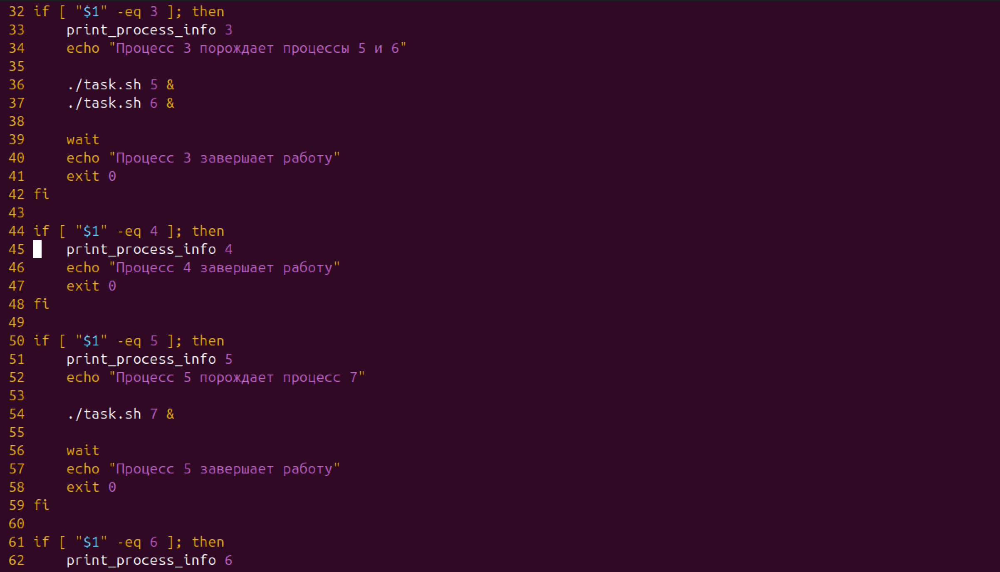 32 if [ "$1" -eq 3 ]; then
33     print_process_info 3
34     echo "Процесс 3 порождает процессы 5 и 6"
35
36     ./task.sh 5 &
37     ./task.sh 6 &
38
39     wait
40     echo "Процесс 3 завершает работу"
41     exit 0
42 fi
43
44 if [ "$1" -eq 4 ]; then
45     print_process_info 4
46     echo "Процесс 4 завершает работу"
47     exit 0
48 fi
49
50 if [ "$1" -eq 5 ]; then
51     print_process_info 5
52     echo "Процесс 5 порождает процесс 7"
53
54     ./task.sh 7 &
55
56     wait
57     echo "Процесс 5 завершает работу"
58     exit 0
59 fi
60
61 if [ "$1" -eq 6 ]; then
62     print_process_info 6